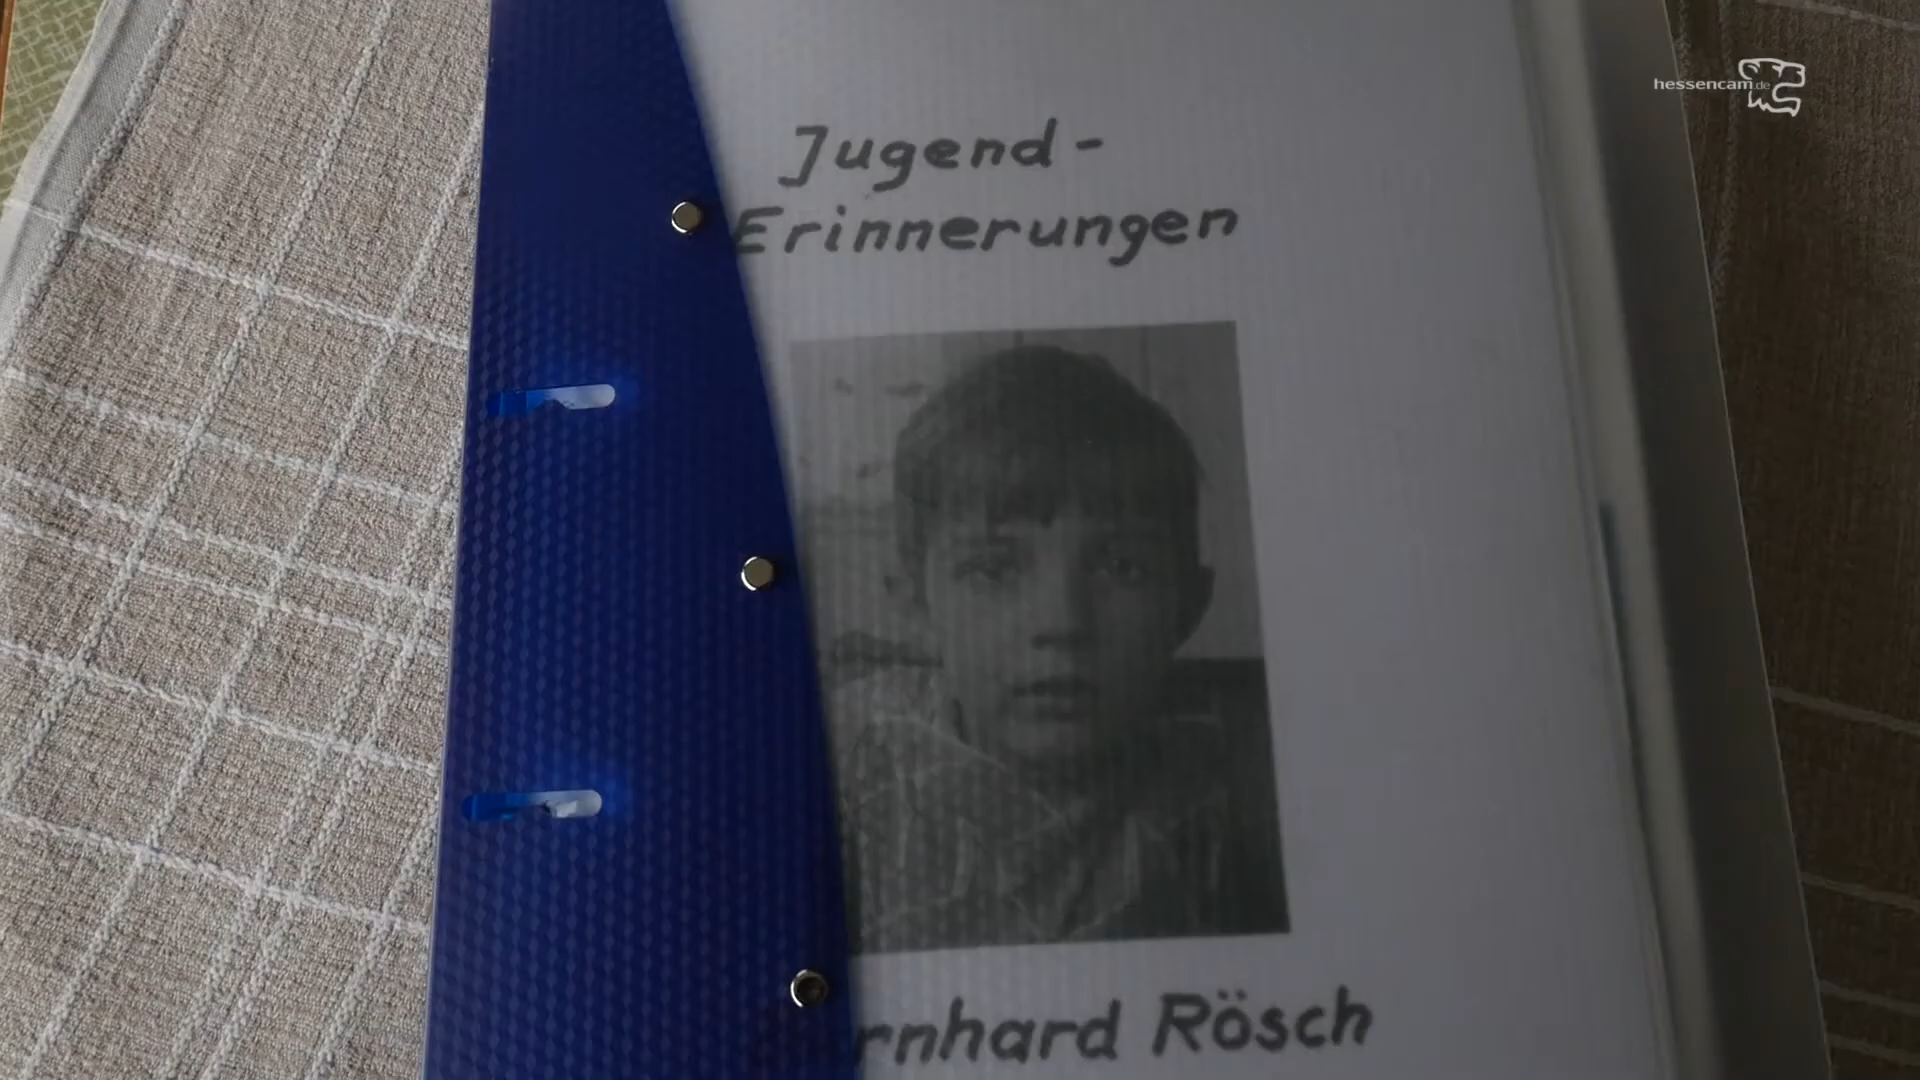 hessencam.de
Jugend-
Erinnerungen
rnhard Rösch